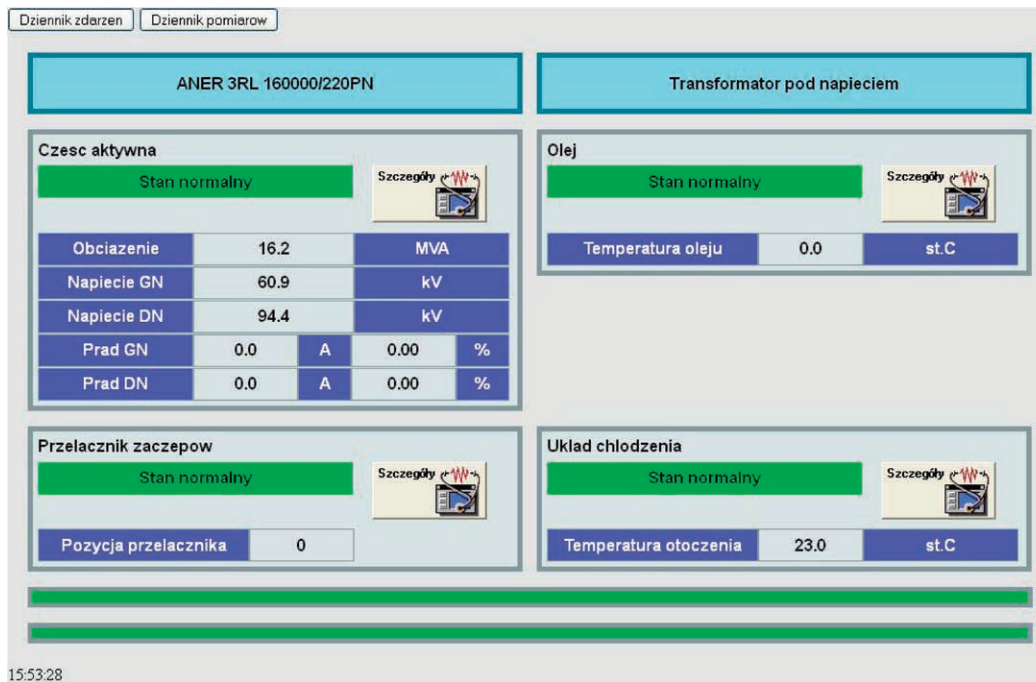 Dziennik zdarzen Dziennik pomiarow
ANER 3RL 160000/220PN
Transformator pod napieciem
Czesc aktywna
Stan normalny Szczegóły
Obciazenie 16.2 MVA
Napiecie GN 60.9 kV
Napiecie DN 94.4 kV
Prad GN 0.0 A 0.00 %
Prad DN 0.0 A 0.00 %
Olej
Stan normalny Szczegóły
Temperatura oleju 0.0 st.C
Przelacznik zaczepow
Stan normalny Szczegóły
Pozycja przelacznika 0
Uklad chlodzenia
Stan normalny Szczegóły
Temperatura otoczenia 23.0 st.C
15:53:28